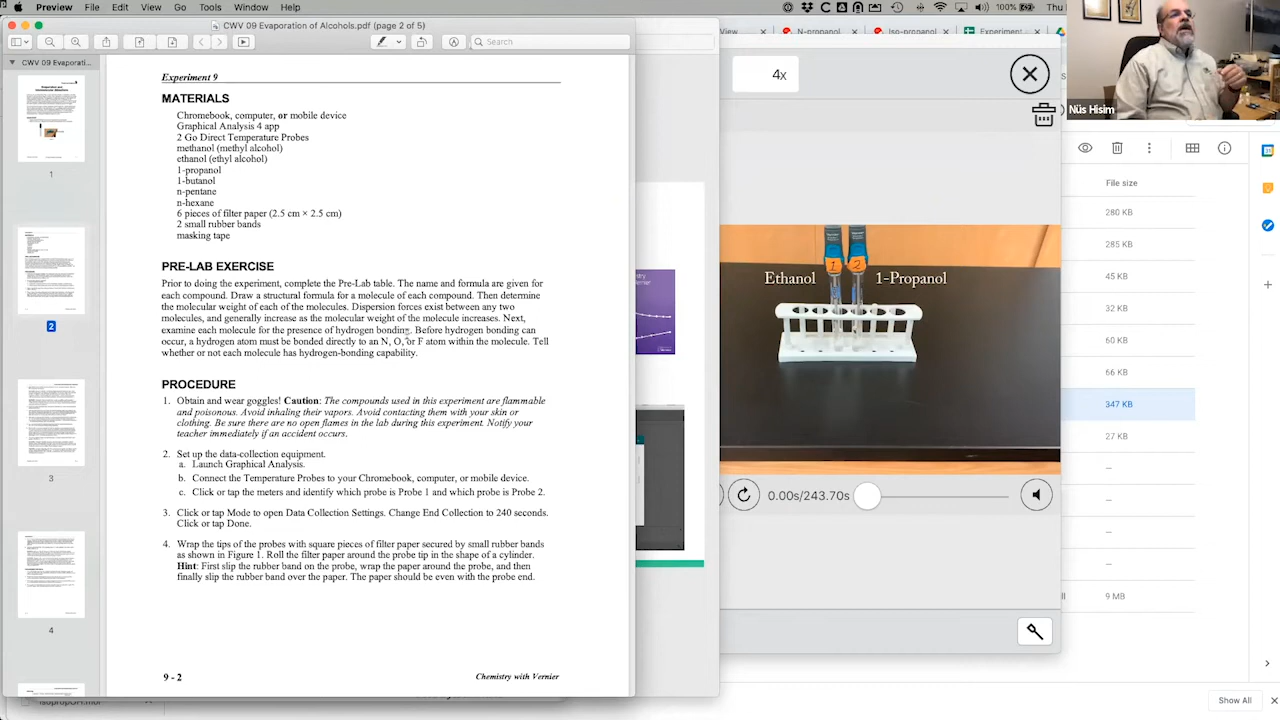 Preview File Edit View Go Tools Window Help
100% Thu
CWV 09 Evaporation of Alcohols.pdf (page 2 of 5)
Search
CWV 09 Evaporati...
1
2
3
4
Experiment 9
MATERIALS
Chromebook, computer, or mobile device
Graphical Analysis 4 app
2 Go Direct Temperature Probes
methanol (methyl alcohol)
ethanol (ethyl alcohol)
1-propanol
1-butanol
n-pentane
n-hexane
6 pieces of filter paper (2.5 cm × 2.5 cm)
2 small rubber bands
masking tape
PRE-LAB EXERCISE
Prior to doing the experiment, complete the Pre-Lab table. The name and formula are given for
each compound. Draw a structural formula for a molecule of each compound. Then determine
the molecular weight of each of the molecules. Dispersion forces exist between any two
molecules, and generally increase as the molecular weight of the molecule increases. Next,
examine each molecule for the presence of hydrogen bonding. Before hydrogen bonding can
occur, a hydrogen atom must be bonded directly to an N, O, or F atom within the molecule. Tell
whether or not each molecule has hydrogen-bonding capability.
PROCEDURE
1. Obtain and wear goggles! Caution: The compounds used in this experiment are flammable
and poisonous. Avoid inhaling their vapors. Avoid contacting them with your skin or
clothing. Be sure there are no open flames in the lab during this experiment. Notify your
teacher immediately if an accident occurs.
2. Set up the data-collection equipment.
a. Launch Graphical Analysis.
b. Connect the Temperature Probes to your Chromebook, computer, or mobile device.
c. Click or tap the meters and identify which probe is Probe 1 and which probe is Probe 2.
3. Click or tap Mode to open Data Collection Settings. Change End Collection to 240 seconds.
Click or tap Done.
4. Wrap the tips of the probes with square pieces of filter paper secured by small rubber bands
as shown in Figure 1. Roll the filter paper around the probe tip in the shape of a cylinder.
Hint: First slip the rubber band on the probe, wrap the paper around the probe, and then
finally slip the rubber band over the paper. The paper should be even with the probe end.
9 - 2 Chemistry with Vernier
View N-propanol Iso-propanol Experiment
4x
Ethanol 1 2 1-Propanol
0.00s/243.70s
Nüs Hisim
File size
280 KB
285 KB
45 KB
32 KB
60 KB
66 KB
347 KB
27 KB
–
–
–
–
9 MB
Show All